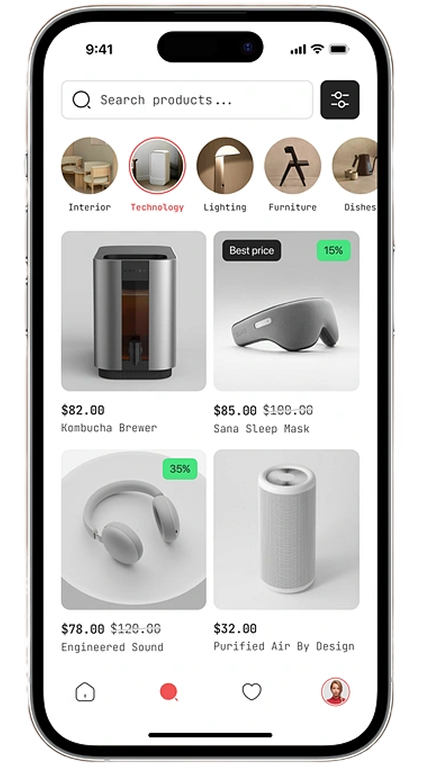 9:41
Search products...
Interior
Technology
Lighting
Furniture
Dishes
Best price
15%
$82.00
$85.00 $100.00
Kombucha Brewer
Sana Sleep Mask
35%
$78.00 $120.00
$32.00
Engineered Sound
Purified Air By Design